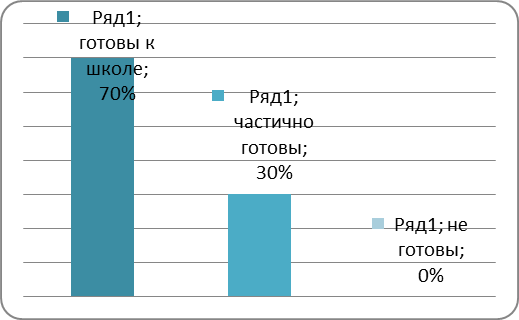 Ряд1;
готовы к
школе;
70%
Ряд1;
частично
готовы;
30%
Ряд1; не
готовы;
0%